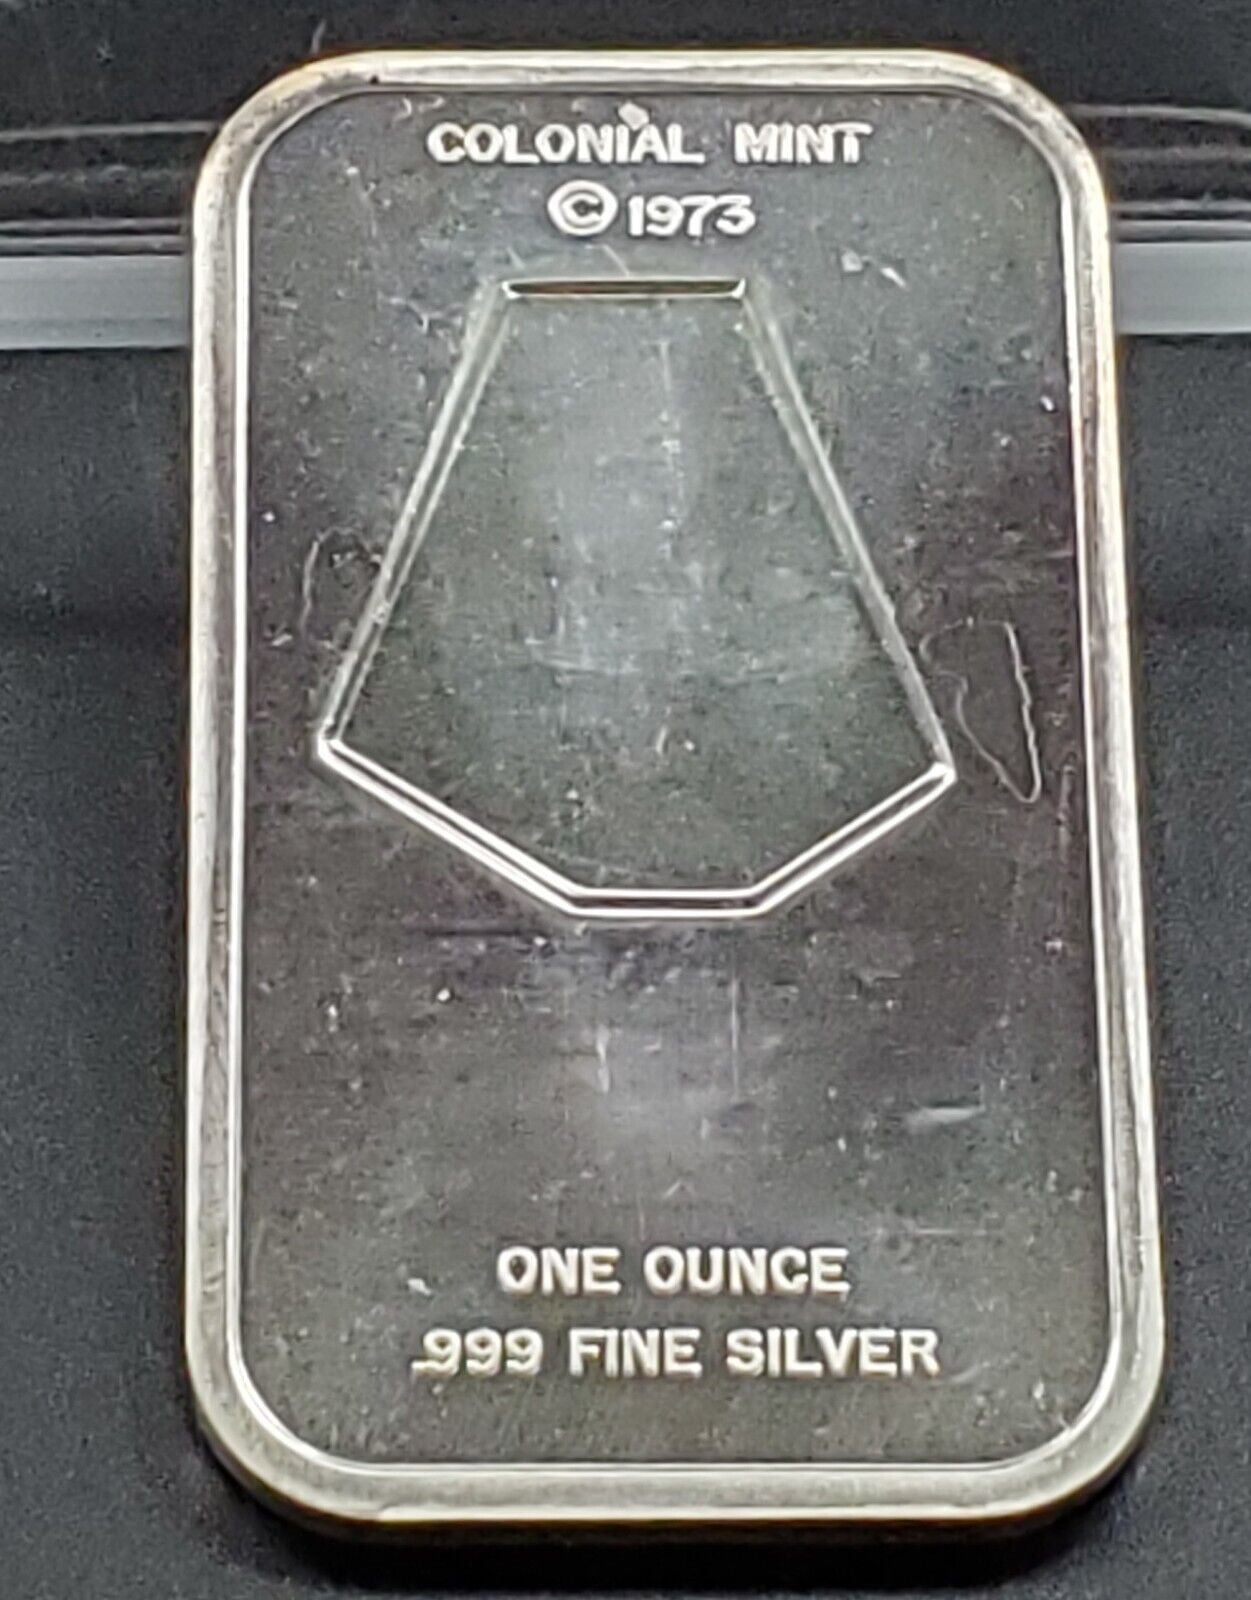 COLONIAL MINT
© 1973
ONE OUNCE
.999 FINE SILVER